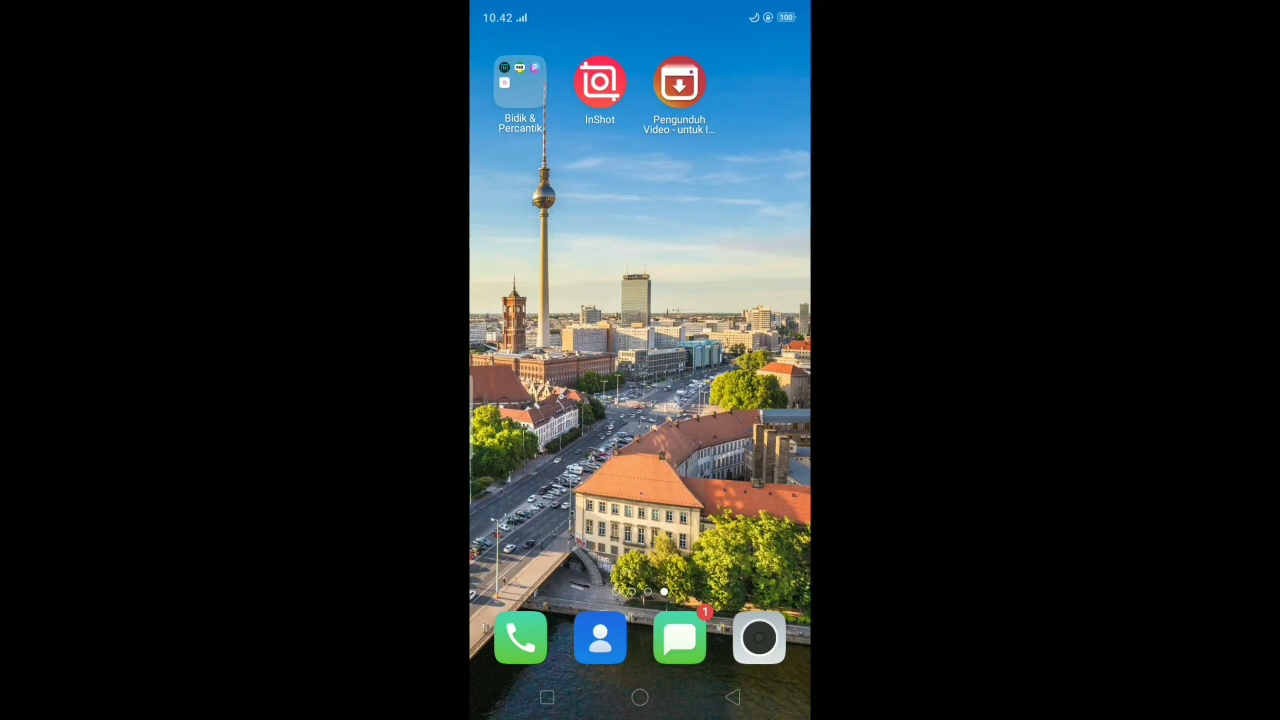 10.42
100
Bidik &
Percantik
InShot
Pengunduh
Video - untuk I...
1